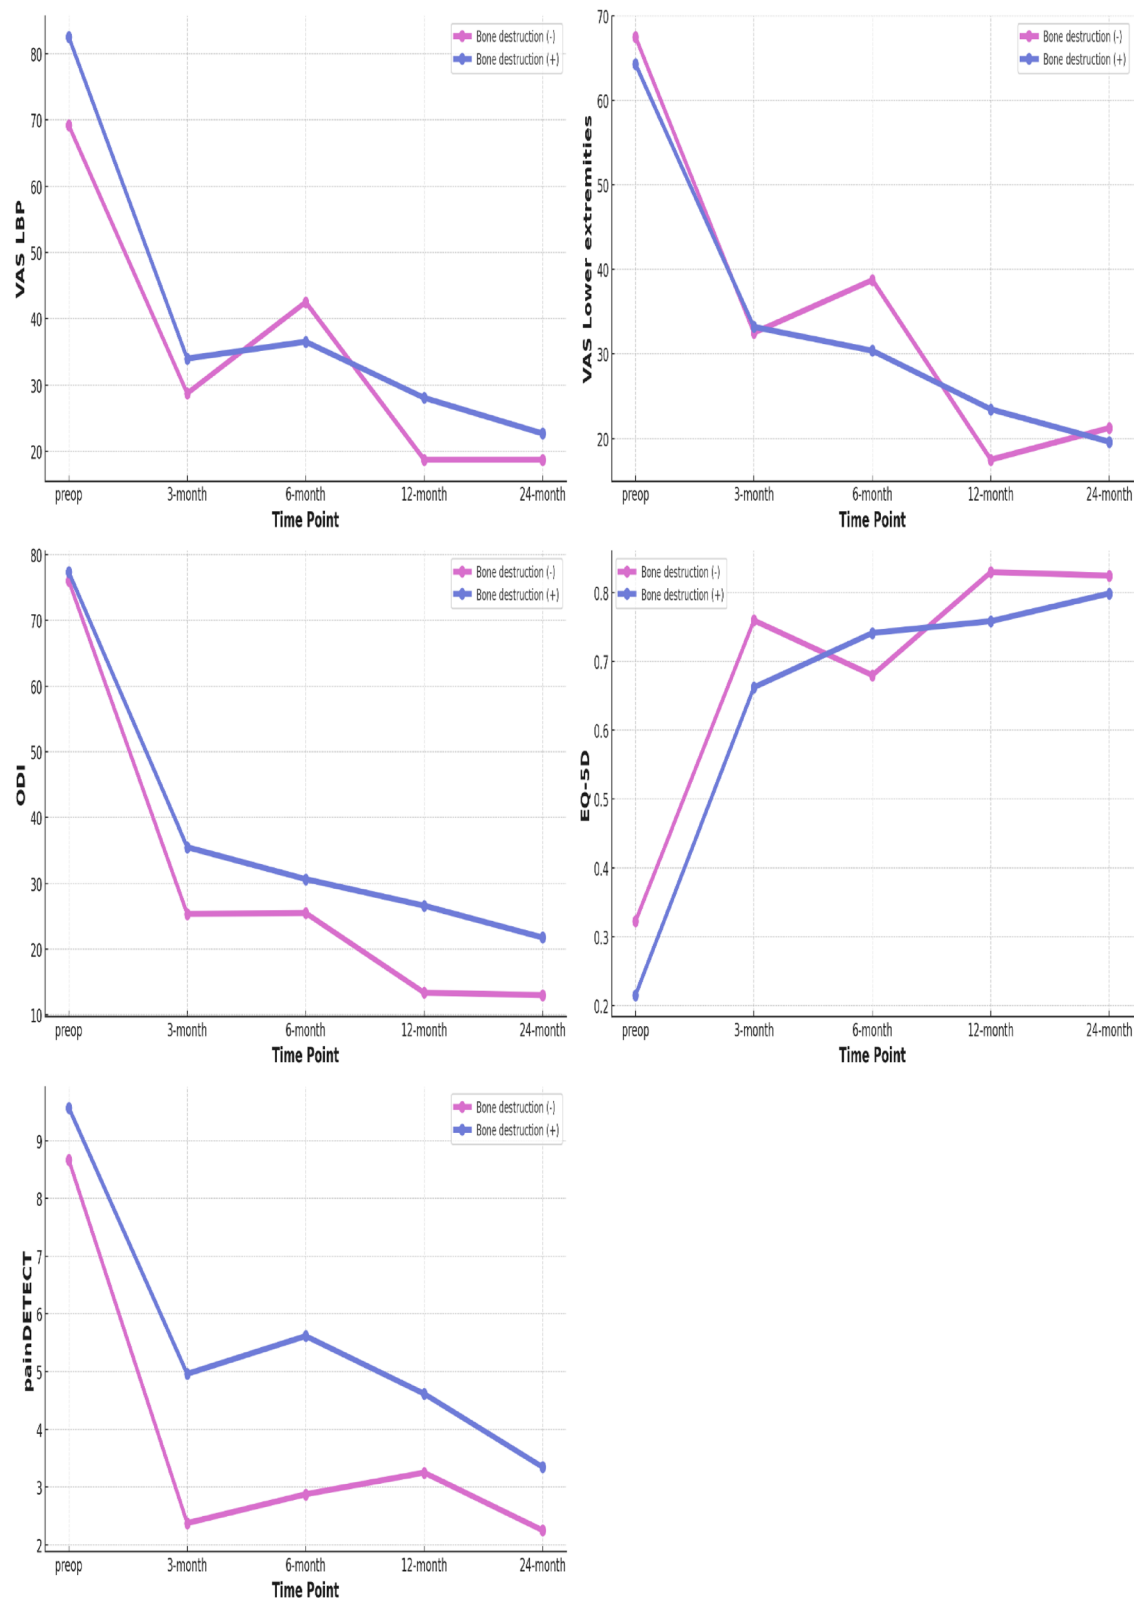 VAS LBP
80
70
60
50
40
30
20
Bone destruction (-)
Bone destruction (+)
preop 3-month 6-month 12-month 24-month
Time Point
VAS Lower extremities
70
60
50
40
30
20
Bone destruction (-)
Bone destruction (+)
preop 3-month 6-month 12-month 24-month
Time Point
ODI
80
70
60
50
40
30
20
10
Bone destruction (-)
Bone destruction (+)
preop 3-month 6-month 12-month 24-month
Time Point
EQ-5D
0.8
0.7
0.6
0.5
0.4
0.3
0.2
Bone destruction (-)
Bone destruction (+)
preop 3-month 6-month 12-month 24-month
Time Point
painDETECT
9
8
7
6
5
4
3
2
Bone destruction (-)
Bone destruction (+)
preop 3-month 6-month 12-month 24-month
Time Point